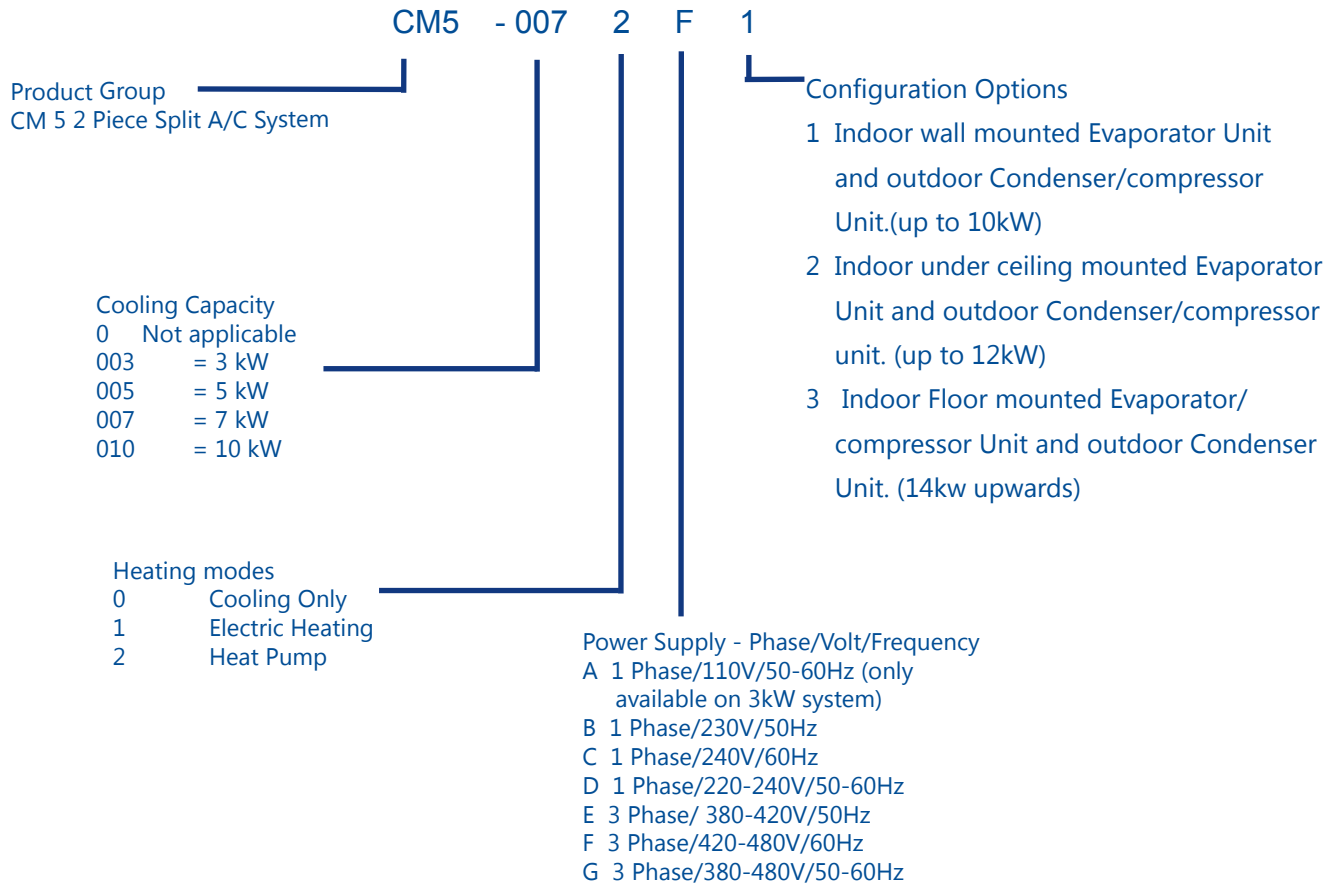 CM5 - 007 2 F 1
Product Group
CM 5 2 Piece Split A/C System
Configuration Options
1 Indoor wall mounted Evaporator Unit
and outdoor Condenser/compressor
Unit.(up to 10kW)
2 Indoor under ceiling mounted Evaporator
Unit and outdoor Condenser/compressor
unit. (up to 12kW)
3 Indoor Floor mounted Evaporator/
compressor Unit and outdoor Condenser
Unit. (14kw upwards)
Cooling Capacity
0 Not applicable
003 = 3 kW
005 = 5 kW
007 = 7 kW
010 = 10 kW
Heating modes
0 Cooling Only
1 Electric Heating
2 Heat Pump
Power Supply - Phase/Volt/Frequency
A 1 Phase/110V/50-60Hz (only
available on 3kW system)
B 1 Phase/230V/50Hz
C 1 Phase/240V/60Hz
D 1 Phase/220-240V/50-60Hz
E 3 Phase/ 380-420V/50Hz
F 3 Phase/420-480V/60Hz
G 3 Phase/380-480V/50-60Hz